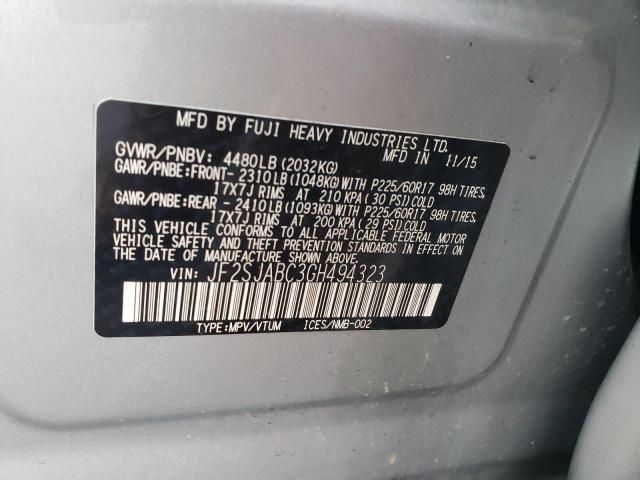 MFD BY FUJI HEAVY INDUSTRIES LTD.
MFD IN 11/15
GVWR/PNBV: 4480LB (2032KG)
GAWR/PNBE:FRONT- 2310LB(1048KG)WITH P225/60R17 98H TIRES,
17X7J RIMS AT 210 KPA ( 30 PSI)COLD
GAWR/PNBE:REAR - 2410LB(1093KG)WITH P225/60R17 98H TIRES,
17X7J RIMS AT 200 KPA ( 29 PSI)COLD
THIS VEHICLE CONFORMS TO ALL APPLICABLE FEDERAL MOTOR
VEHICLE SAFETY AND THEFT PREVENTION STANDARDS IN EFFECT ON
THE DATE OF MANUFACTURE SHOWN ABOVE.
VIN: JF2SJABC3GH494323
TYPE:MPV/VTUM ICES/NMB-002